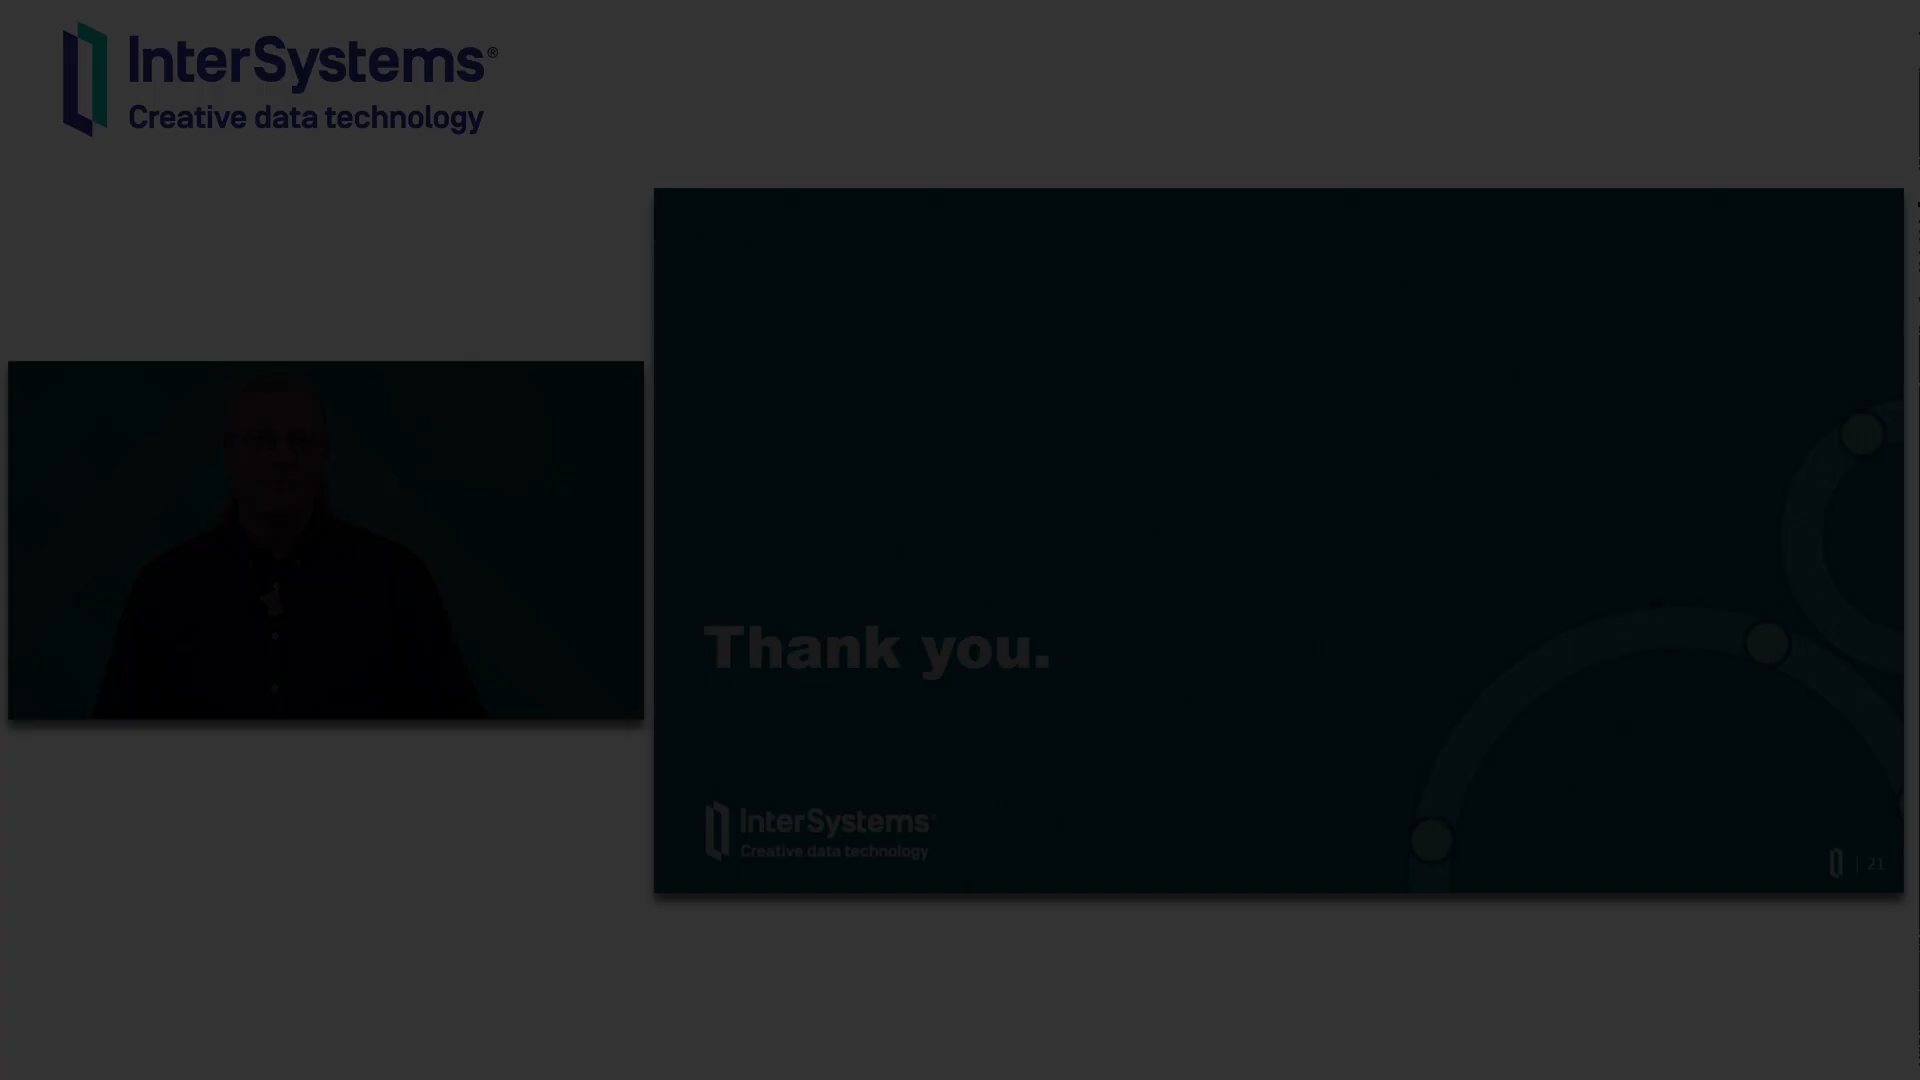 InterSystems®
Creative data technology
Thank you.
InterSystems
Creative data technology
| 21